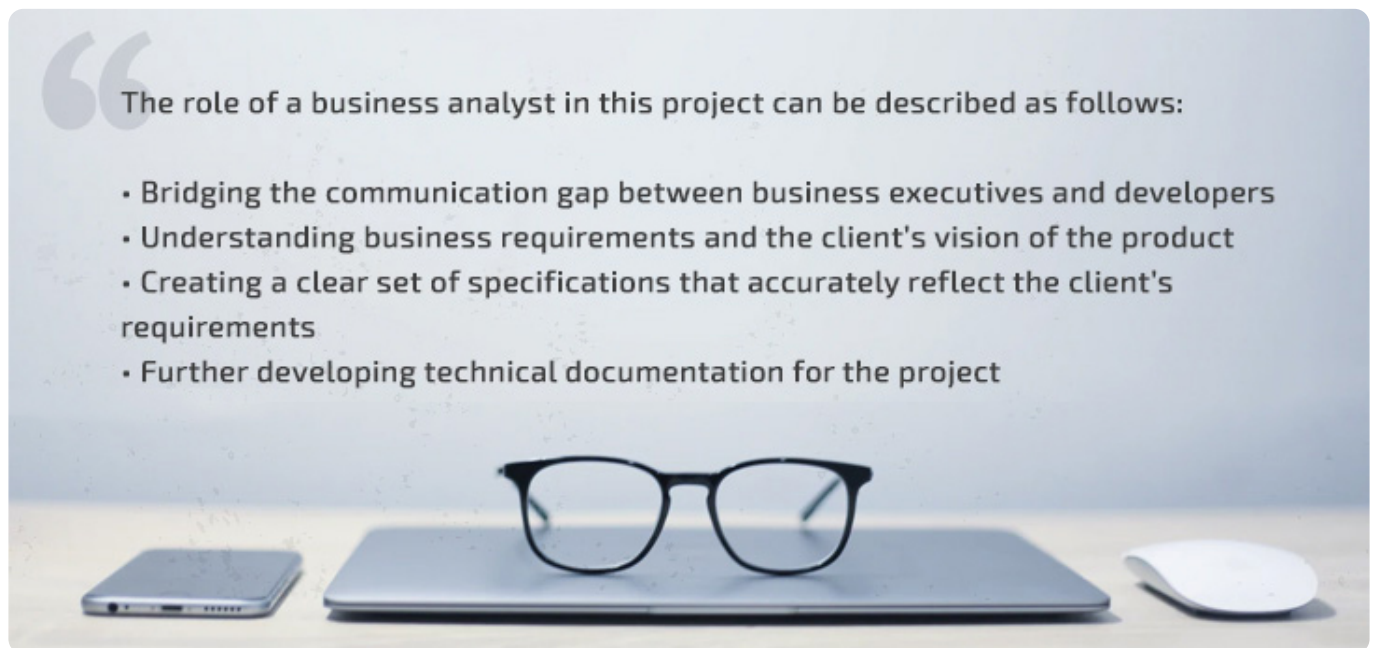 The role of a business analyst in this project can be described as follows:
• Bridging the communication gap between business executives and developers
• Understanding business requirements and the client's vision of the product
• Creating a clear set of specifications that accurately reflect the client's
requirements
• Further developing technical documentation for the project